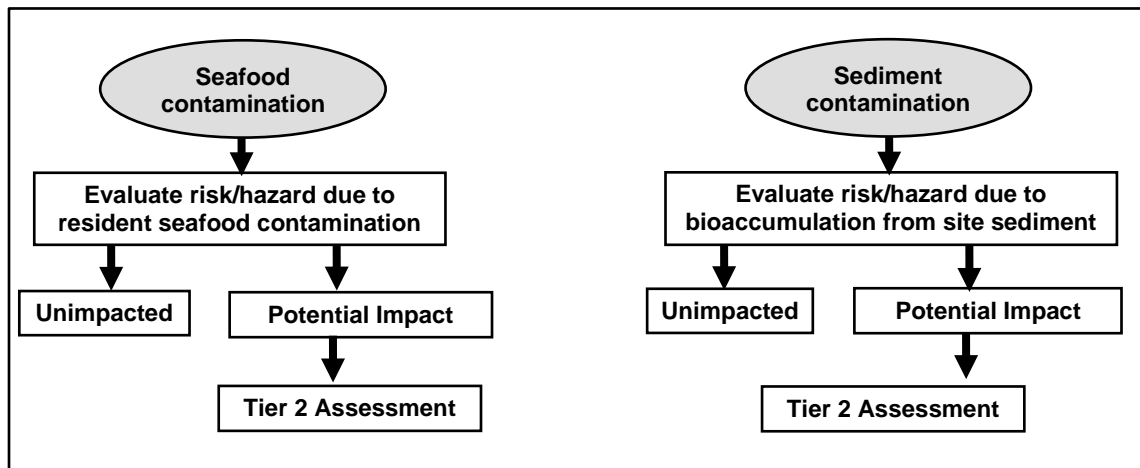 Seafood
contamination
Evaluate risk/hazard due to
resident seafood contamination
Unimpacted
Potential Impact
Tier 2 Assessment
Sediment
contamination
Evaluate risk/hazard due to
bioaccumulation from site sediment
Unimpacted
Potential Impact
Tier 2 Assessment